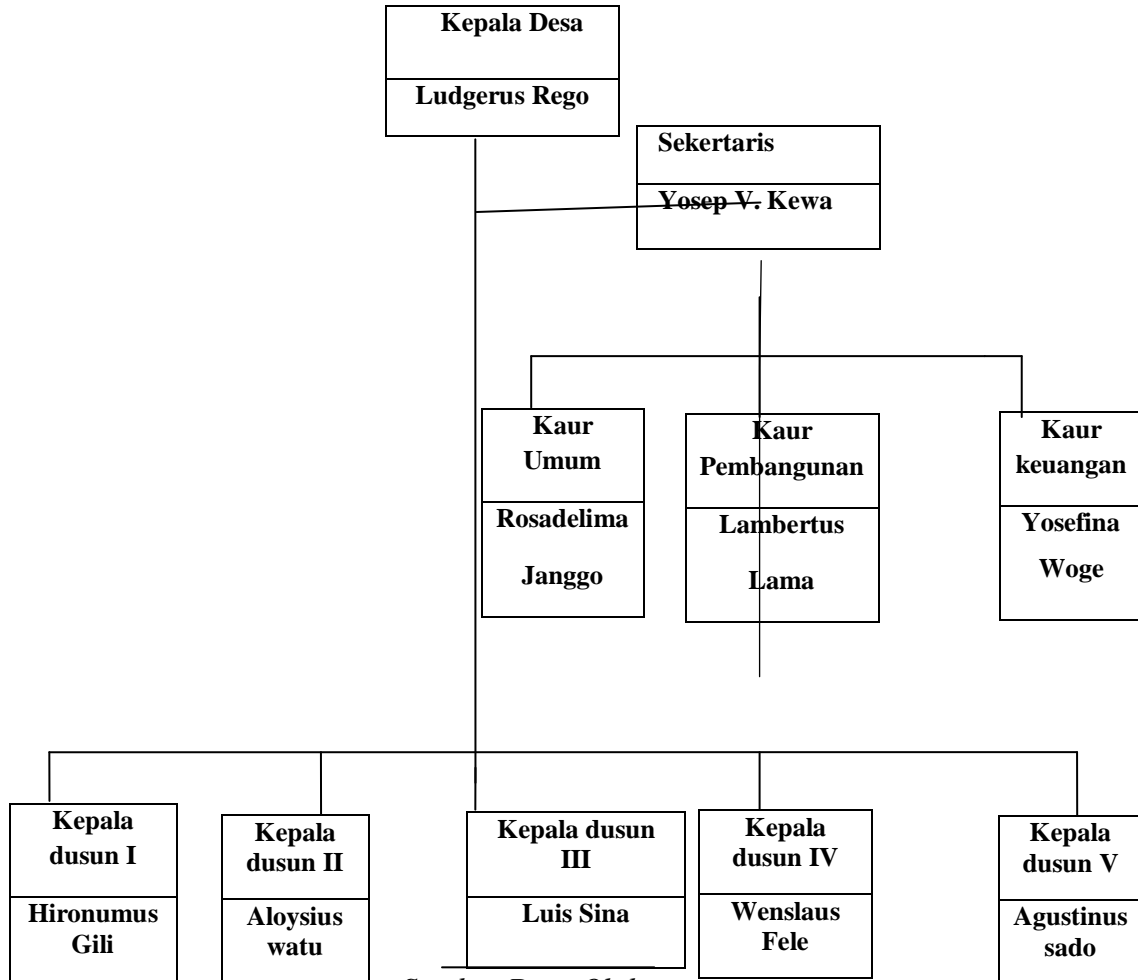 Kepala Desa
Ludgerus Rego
Sekertaris
Yosep V. Kewa
Kaur
Umum
Rosadelima
Janggo
Kaur
Pembangunan
Lambertus
Lama
Kaur
keuangan
Yosefina
Woge
Kepala
dusun I
Hironumus
Gili
Kepala
dusun II
Aloysius
watu
Kepala dusun
III
Luis Sina
Kepala
dusun IV
Wenslaus
Fele
Kepala
dusun V
Agustinus
sado